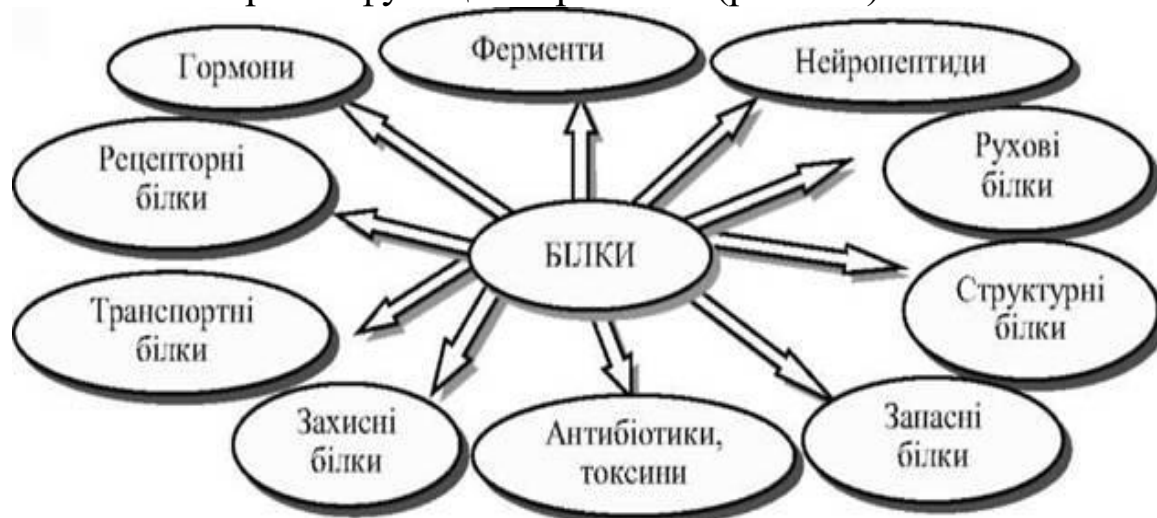 Гормони
Ферменти
Нейропептиди
Рецепторні
білки
Рухові
білки
БІЛКИ
Транспортні
білки
Структурні
білки
Захисні
білки
Антибіотики,
токсини
Запасні
білки